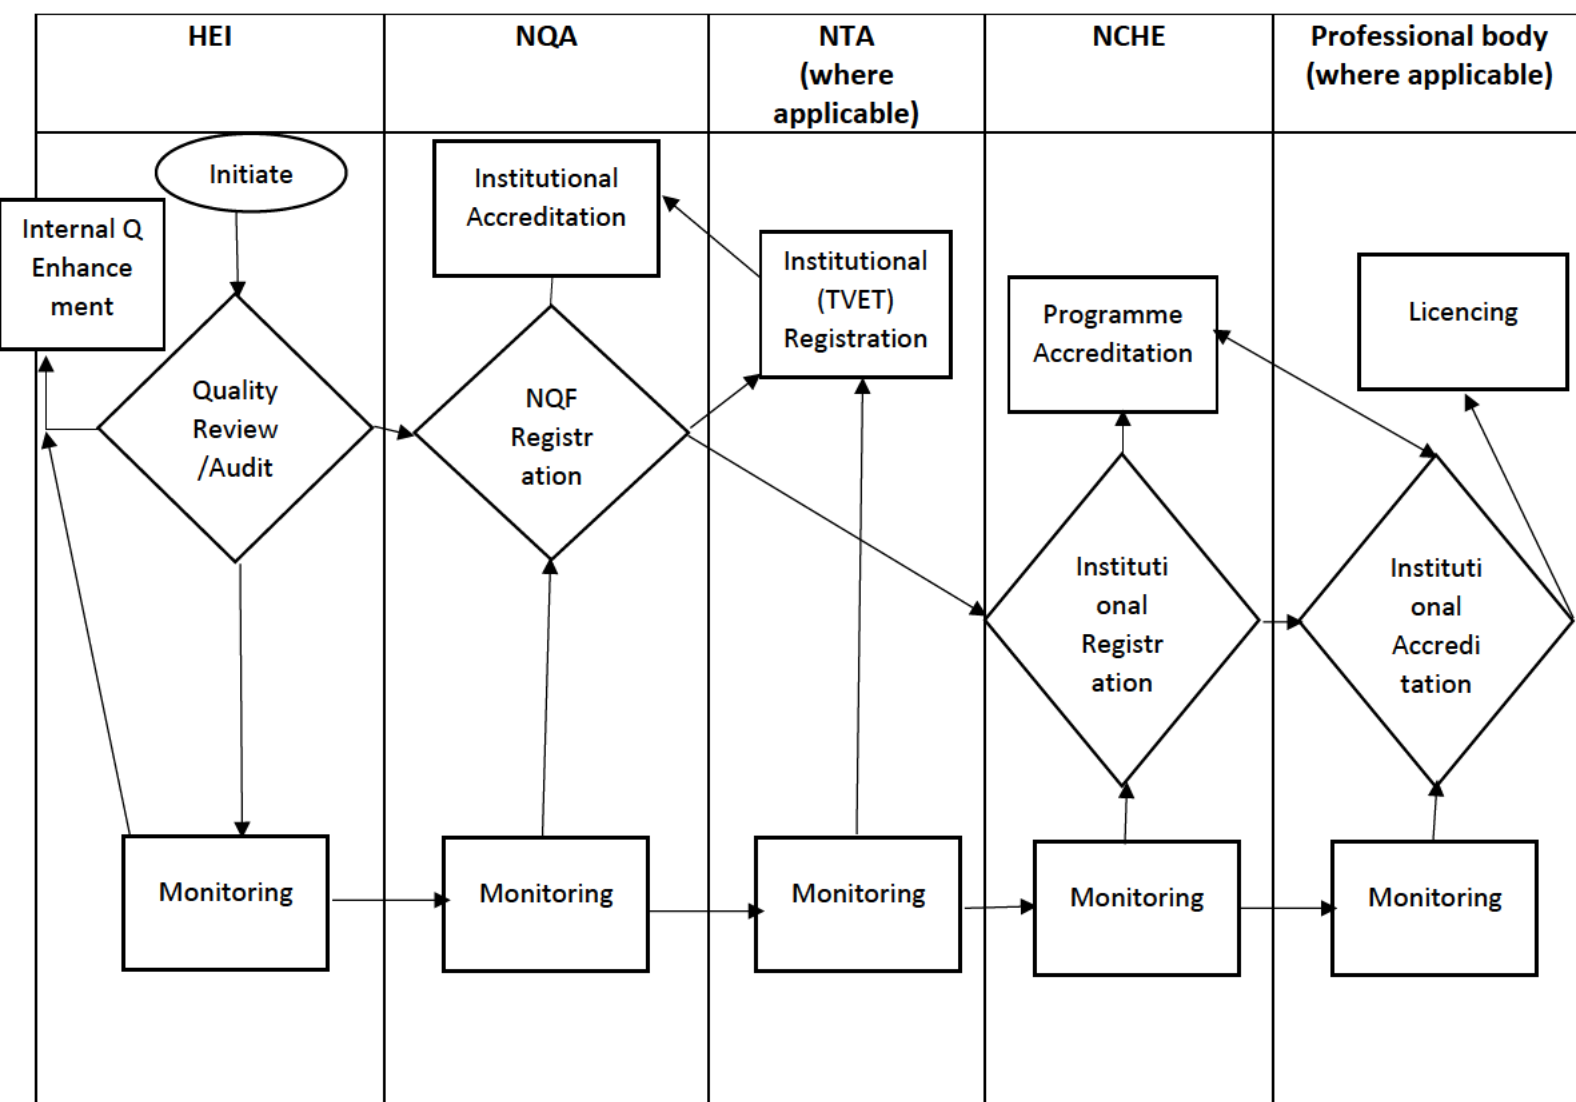 HEI
NQA
NTA
(where
applicable)
NCHE
Professional body
(where applicable)
Initiate
Internal Q
Enhance
ment
Quality
Review
/Audit
Monitoring
Institutional
Accreditation
NQF
Registr
ation
Monitoring
Institutional
(TVET)
Registration
Monitoring
Programme
Accreditation
Instituti
onal
Registr
ation
Monitoring
Licencing
Instituti
onal
Accredi
tation
Monitoring